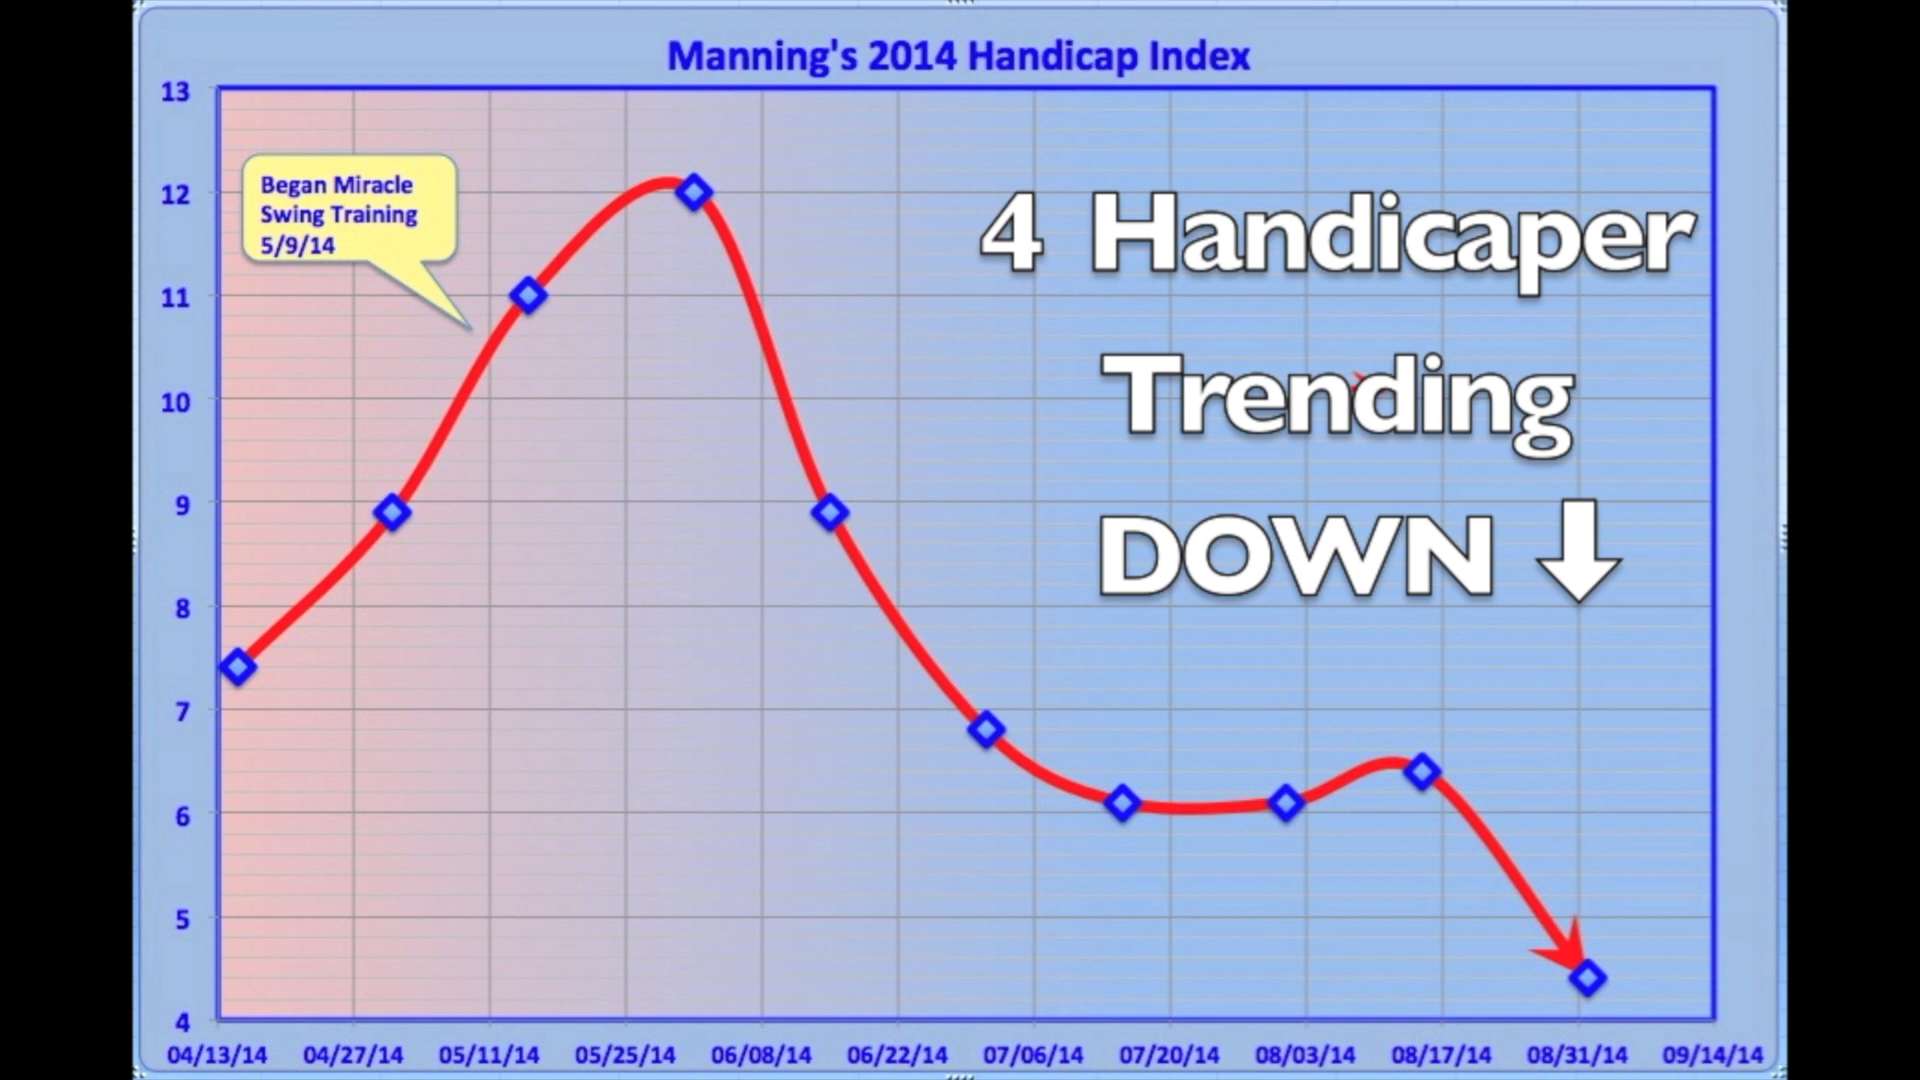 Manning's 2014 Handicap Index
13
12
11
10
9
8
7
6
5
4
Began Miracle
Swing Training
5/9/14
4 Handicaper
Trending
DOWN
04/13/14 04/27/14 05/11/14 05/25/14 06/08/14 06/22/14 07/06/14 07/20/14 08/03/14 08/17/14 08/31/14 09/14/14